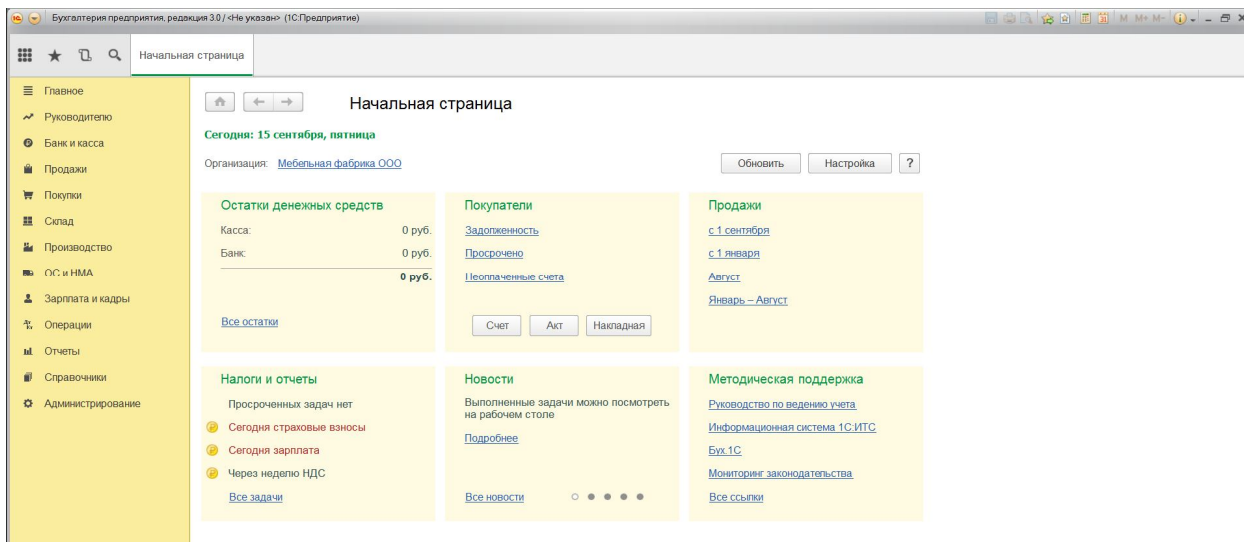 Бухгалтерия предприятия, редакция 3.0 / <Не указан> (1С:Предприятие)
M M+ M-
Начальная страница
Главное
Руководителю
Банк и касса
Продажи
Покупки
Склад
Производство
ОС и НМА
Зарплата и кадры
Операции
Отчеты
Справочники
Администрирование
Начальная страница
Сегодня: 15 сентября, пятница
Организация: Мебельная фабрика ООО
Обновить Настройка ?
Остатки денежных средств
Касса: 0 руб.
Банк: 0 руб.
0 руб.
Все остатки
Покупатели
Задолженность
Просрочено
Неоплаченные счета
Счет Акт Накладная
Продажи
с 1 сентября
с 1 января
Август
Январь – Август
Налоги и отчеты
Просроченных задач нет
Сегодня страховые взносы
Сегодня зарплата
Через неделю НДС
Все задачи
Новости
Выполненные задачи можно посмотреть
на рабочем столе
Подробнее
Все новости
Методическая поддержка
Руководство по ведению учета
Информационная система 1С:ИТС
Бух.1С
Мониторинг законодательства
Все ссылки